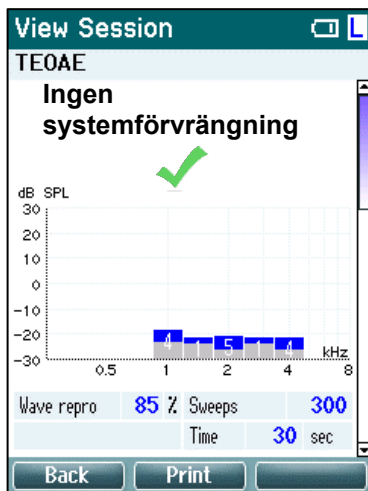 View Session L
TEOAE
Ingen
systemförvrängning
dB SPL
30
20
10
0
-10
-20
-30
4 1 5 1 4
kHz
0.5 1 2 4 8
Wave repro 85 % Sweeps 300
Time 30 sec
Back Print